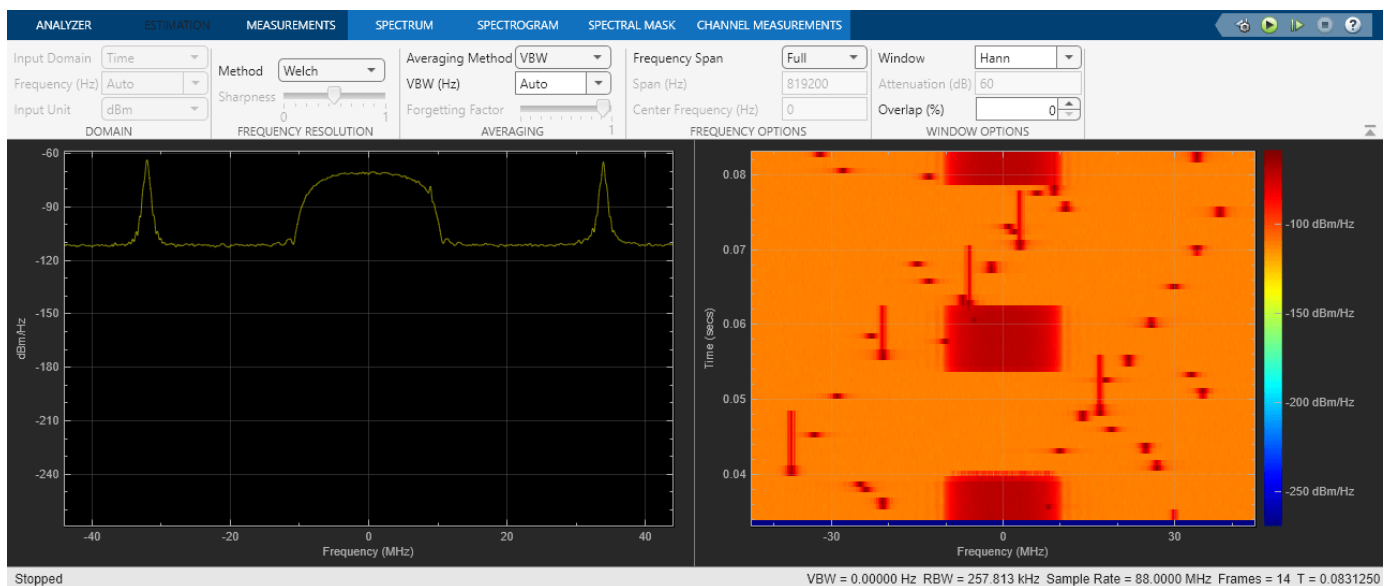 ANALYZER ESTIMATION MEASUREMENTS SPECTRUM SPECTROGRAM SPECTRAL MASK CHANNEL MEASUREMENTS ?
Input Domain Time
Frequency (Hz) Auto
Input Unit dBm
DOMAIN
Method Welch
Sharpness
0 1
FREQUENCY RESOLUTION
Averaging Method VBW
VBW (Hz) Auto
Forgetting Factor
0 1
AVERAGING
Frequency Span Full
Span (Hz) 819200
Center Frequency (Hz) 0
FREQUENCY OPTIONS
Window Hann
Attenuation (dB) 60
Overlap (%) 0
WINDOW OPTIONS
-60
-90
-120
-150
-180
-210
-240
dBm/Hz
-40 -20 0 20 40
Frequency (MHz)
0.08
0.07
0.06
0.05
0.04
Time (secs)
-30 0 30
Frequency (MHz)
-100 dBm/Hz
-150 dBm/Hz
-200 dBm/Hz
-250 dBm/Hz
Stopped VBW = 0.00000 Hz RBW = 257.813 kHz Sample Rate = 88.0000 MHz Frames = 14 T = 0.0831250